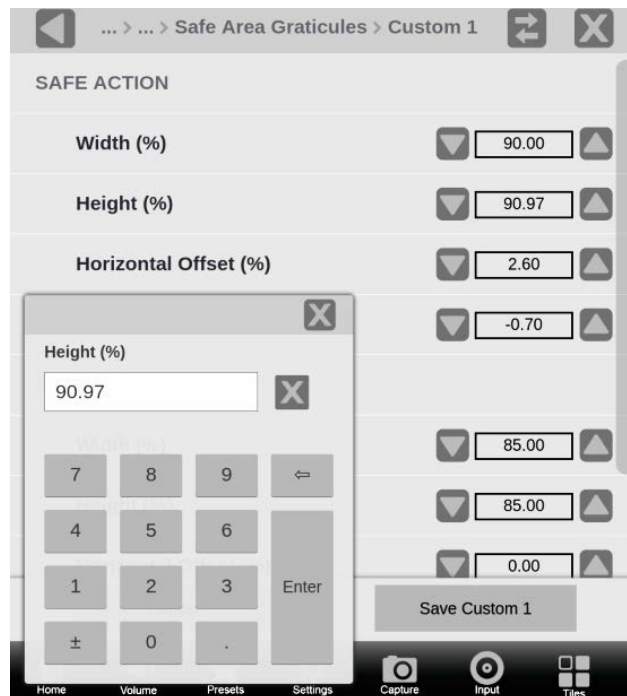 ... > ... > Safe Area Graticules > Custom 1
SAFE ACTION
Width (%)
90.00
Height (%)
90.97
Horizontal Offset (%)
2.60
-0.70
Height (%)
90.97
Width (%)
85.00
7 8 9 ⇦
85.00
4 5 6
0.00
1 2 3 Enter
Save Custom 1
± 0 .
Home Volume Presets Settings Capture Input Tiles